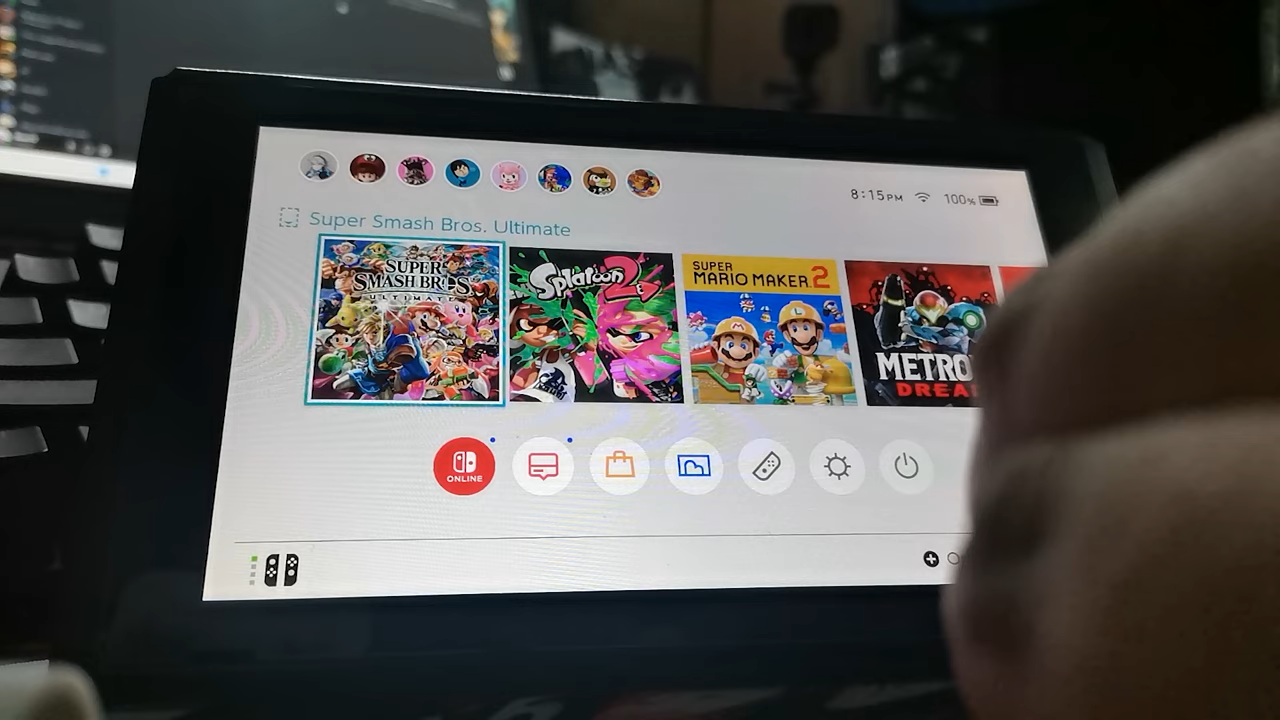 8:15PM 100%
Super Smash Bros. Ultimate
SUPER
SMASH BROS.
ULTIMATE
Splatoon 2
SUPER
MARIO MAKER 2
METRO
DREA
ONLINE